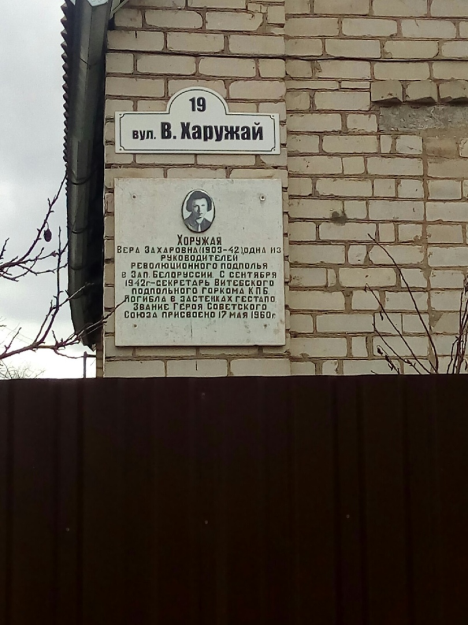 19
вул. В. Харужай
ХОРУЖАЯ
ВЕРА ЗАХАРОВНА (1903-42), ОДНА ИЗ
РУКОВОДИТЕЛЕЙ
РЕВОЛЮЦИОННОГО ПОДПОЛЬЯ
В ЗАП. БЕЛОРУССИИ. С СЕНТЯБРЯ
1942г-СЕКРЕТАРЬ ВИТЕБСКОГО
ПОДПОЛЬНОГО ГОРКОМА КПБ.
ПОГИБЛА В ЗАСТЕНКАХ ГЕСТАПО
ЗВАНИЕ ГЕРОЯ СОВЕТСКОГО
СОЮЗА ПРИСВОЕНО 17 МАЯ 1960г